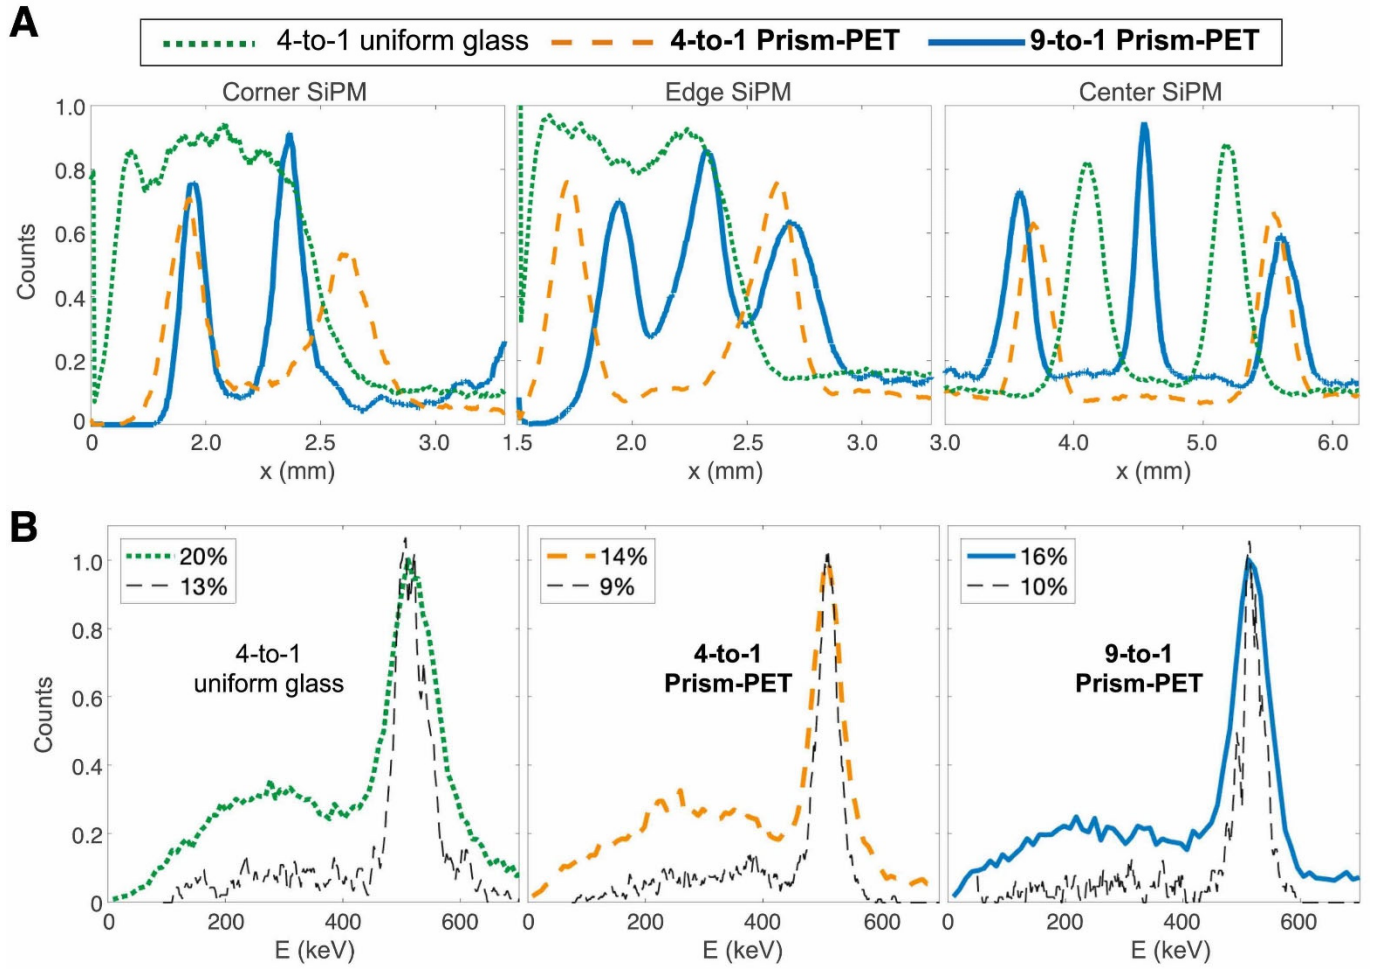 A
4-to-1 uniform glass 4-to-1 Prism-PET 9-to-1 Prism-PET
Corner SiPM Edge SiPM Center SiPM
1.0
0.8
0.6
0.4
0.2
0
Counts
0 2.0 2.5 3.0 1.5 2.0 2.5 3.0 3.0 4.0 5.0 6.0
x (mm) x (mm) x (mm)
B
20% 14% 16%
13% 9% 10%
4-to-1 4-to-1 9-to-1
uniform glass Prism-PET Prism-PET
1.0
0.8
0.6
0.4
0.2
0
Counts
0 200 400 600 0 200 400 600 0 200 400 600
E (keV) E (keV) E (keV)